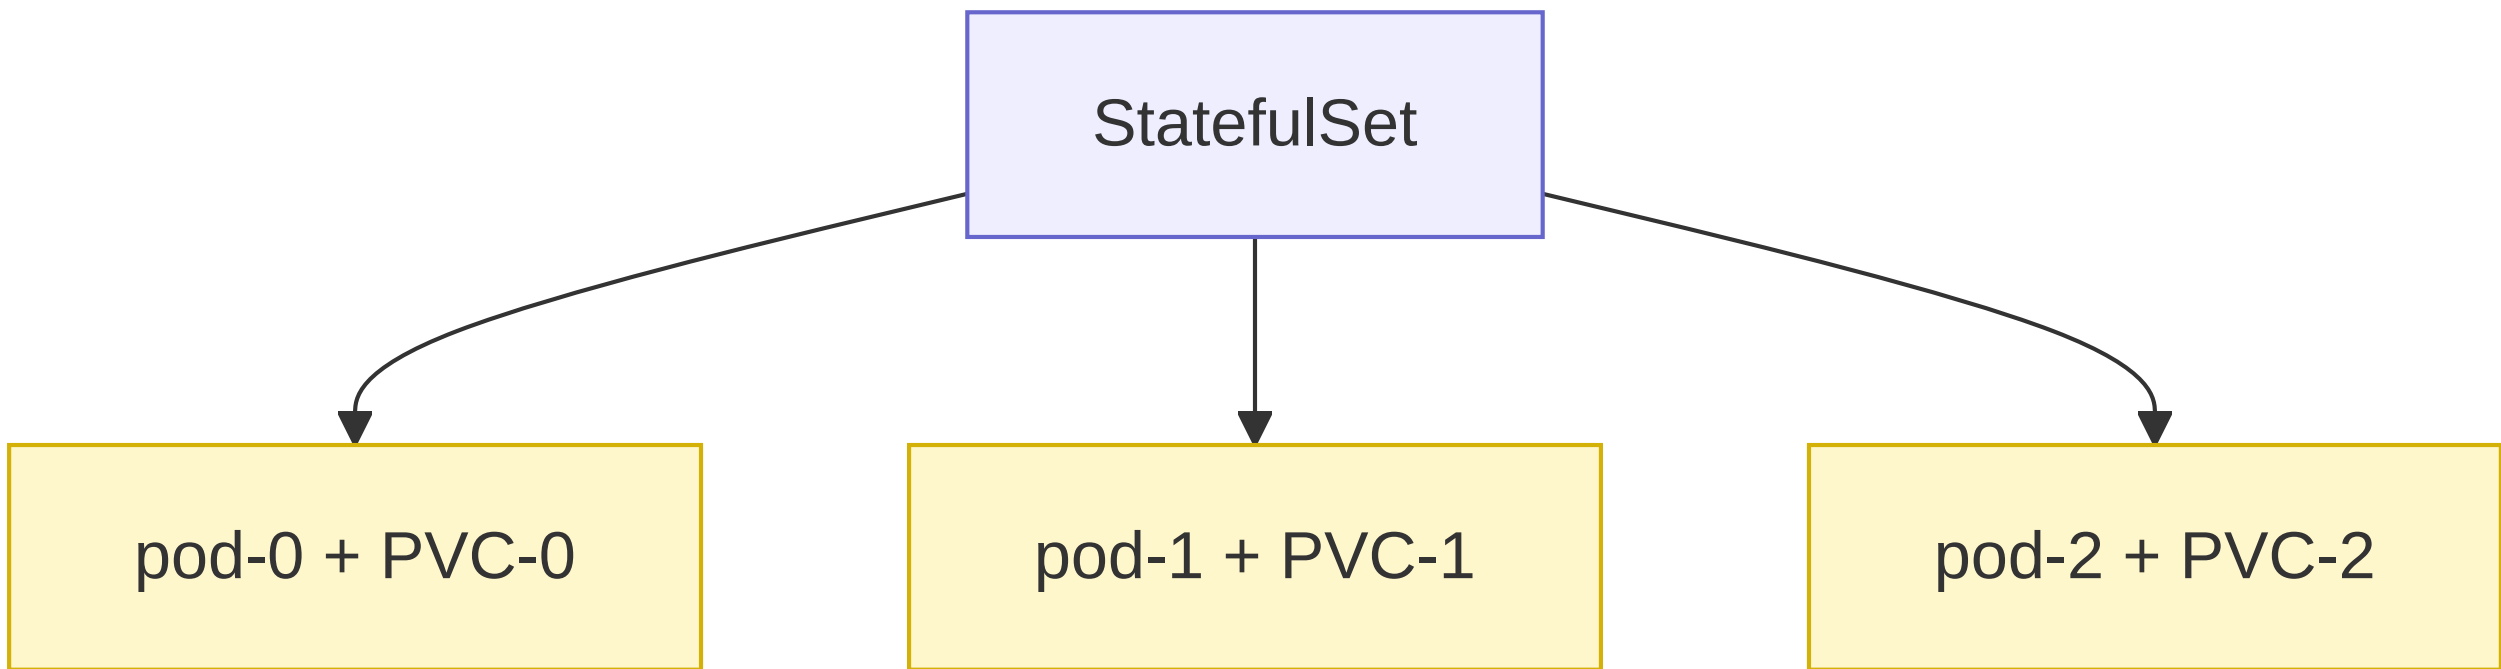 StatefulSet
pod-0 + PVC-0
pod-1 + PVC-1
pod-2 + PVC-2